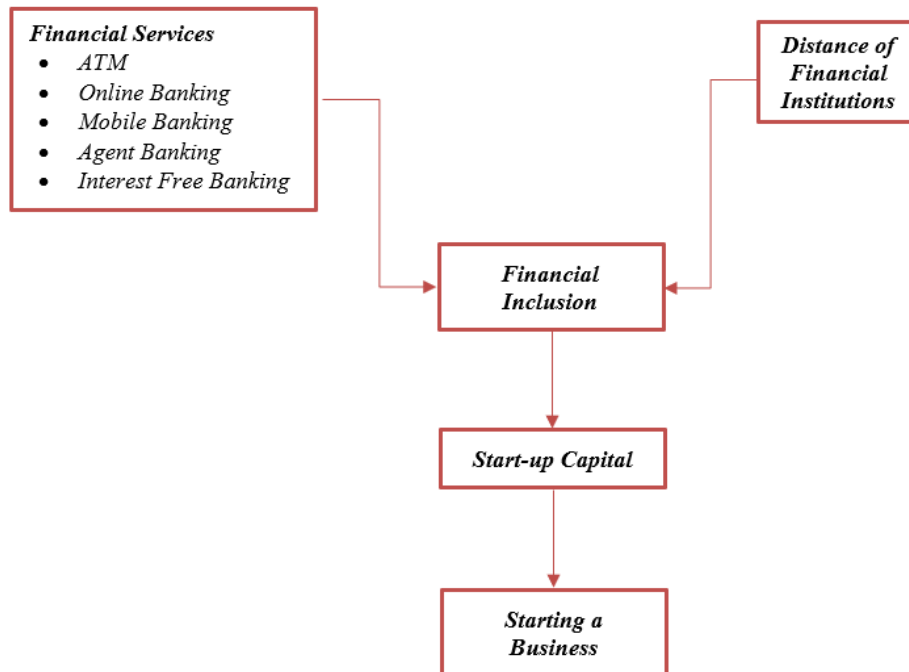 Financial Services
• ATM
• Online Banking
• Mobile Banking
• Agent Banking
• Interest Free Banking
Distance of
Financial
Institutions
Financial
Inclusion
Start-up Capital
Starting a
Business